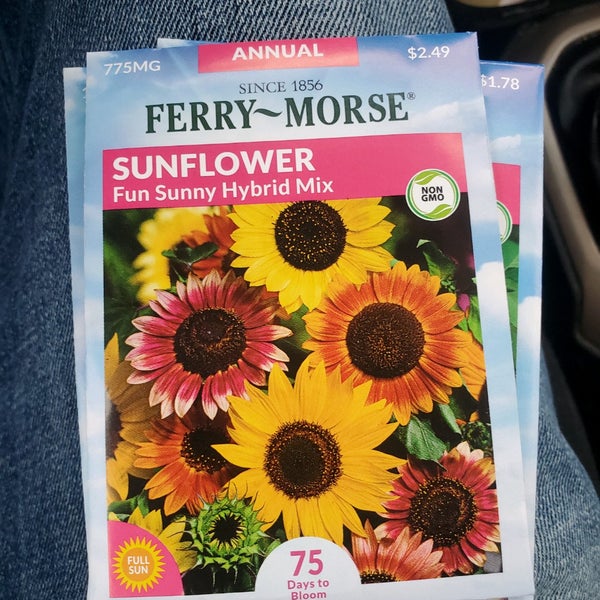 ANNUAL
775MG
$2.49
$1.78
SINCE 1856
FERRY~MORSE®
SUNFLOWER
Fun Sunny Hybrid Mix
NON
GMO
FULL
SUN
75
Days to
Bloom